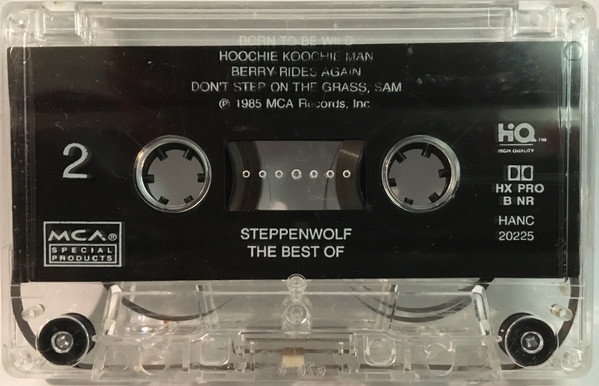 BORN TO BE WILD
HOOCHIE KOOCHIE MAN
BERRY RIDES AGAIN
DON'T STEP ON THE GRASS, SAM
℗ 1985 MCA Records, Inc.
2
HiQ™
HIGH QUALITY
HX PRO
B NR
HANC
20225
MCA®
SPECIAL
PRODUCTS
STEPPENWOLF
THE BEST OF